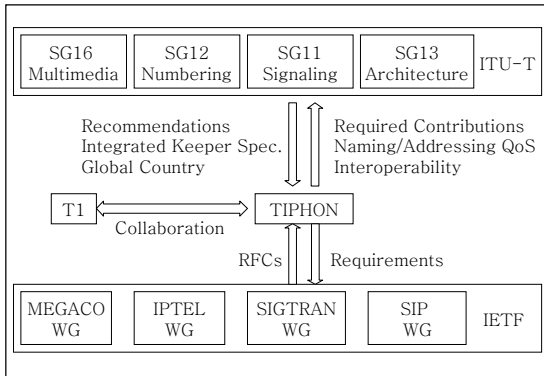 SG16 Multimedia
SG12 Numbering
SG11 Signaling
SG13 Architecture
ITU-T
Recommendations
Integrated Keeper Spec.
Global Country
Required Contributions
Naming/Addressing QoS
Interoperability
T1
Collaboration
TIPHON
RFCs
Requirements
MEGACO WG
IPTEL WG
SIGTRAN WG
SIP WG
IETF